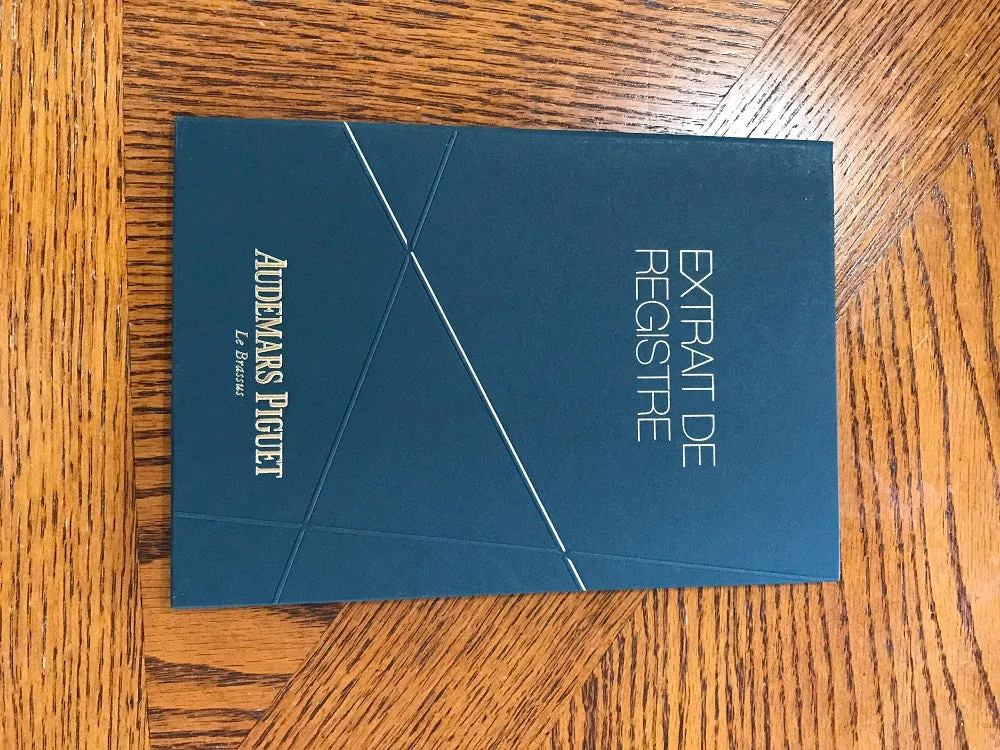 EXTRAIT DE
REGISTRE
AUDEMARS PIGUET
Le Brassus